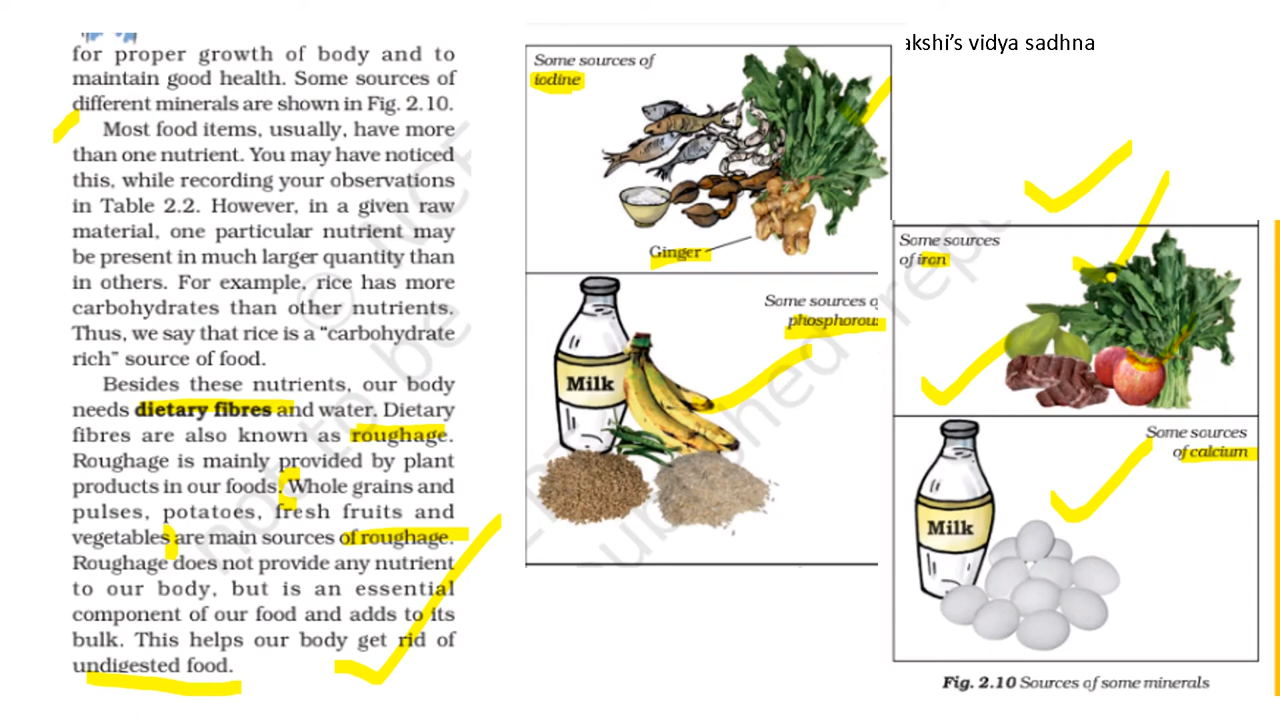 for proper growth of body and to
maintain good health. Some sources of
different minerals are shown in Fig. 2.10.
Most food items, usually, have more
than one nutrient. You may have noticed
this, while recording your observations
in Table 2.2. However, in a given raw
material, one particular nutrient may
be present in much larger quantity than
in others. For example, rice has more
carbohydrates than other nutrients.
Thus, we say that rice is a “carbohydrate
rich” source of food.
Besides these nutrients, our body
needs dietary fibres and water. Dietary
fibres are also known as roughage.
Roughage is mainly provided by plant
products in our foods. Whole grains and
pulses, potatoes, fresh fruits and
vegetables are main sources of roughage.
Roughage does not provide any nutrient
to our body, but is an essential
component of our food and adds to its
bulk. This helps our body get rid of
undigested food.
Some sources of
iodine
Ginger
Some sources o
phosphorou
Milk
akshi’s vidya sadhna
Some sources
of iron
Some sources
of calcium
Milk
Fig. 2.10 Sources of some minerals